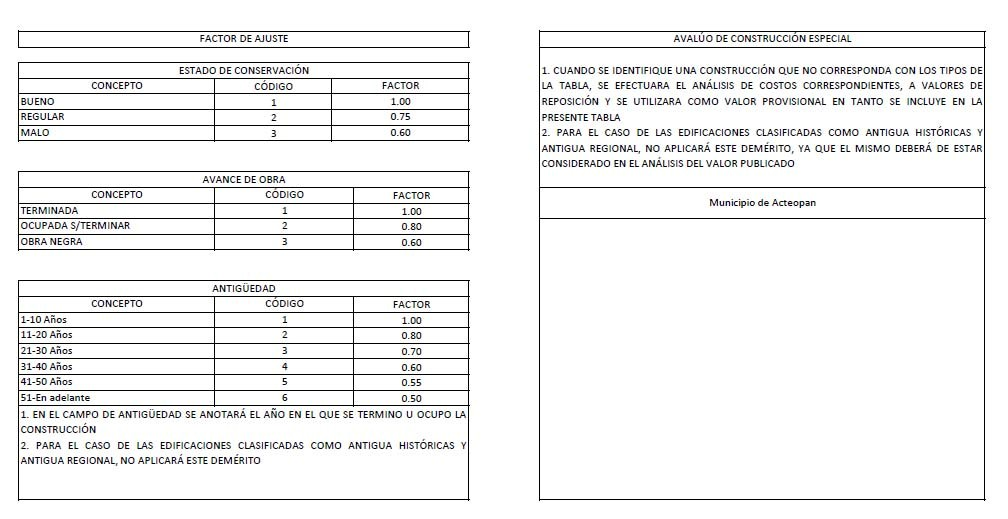 FACTOR DE AJUSTE
ESTADO DE CONSERVACIÓN
CONCEPTO CÓDIGO FACTOR
BUENO 1 1.00
REGULAR 2 0.75
MALO 3 0.60
AVANCE DE OBRA
CONCEPTO CÓDIGO FACTOR
TERMINADA 1 1.00
OCUPADA S/TERMINAR 2 0.80
OBRA NEGRA 3 0.60
ANTIGÜEDAD
CONCEPTO CÓDIGO FACTOR
1-10 Años 1 1.00
11-20 Años 2 0.80
21-30 Años 3 0.70
31-40 Años 4 0.60
41-50 Años 5 0.55
51-En adelante 6 0.50
1. EN EL CAMPO DE ANTIGÜEDAD SE ANOTARÁ EL AÑO EN EL QUE SE TERMINO U OCUPO LA
CONSTRUCCIÓN
2. PARA EL CASO DE LAS EDIFICACIONES CLASIFICADAS COMO ANTIGUA HISTÓRICAS Y
ANTIGUA REGIONAL, NO APLICARÁ ESTE DEMÉRITO
AVALÚO DE CONSTRUCCIÓN ESPECIAL
1. CUANDO SE IDENTIFIQUE UNA CONSTRUCCIÓN QUE NO CORRESPONDA CON LOS TIPOS DE
LA TABLA, SE EFECTUARA EL ANÁLISIS DE COSTOS CORRESPONDIENTES, A VALORES DE
REPOSICIÓN Y SE UTILIZARA COMO VALOR PROVISIONAL EN TANTO SE INCLUYE EN LA
PRESENTE TABLA
2. PARA EL CASO DE LAS EDIFICACIONES CLASIFICADAS COMO ANTIGUA HISTÓRICAS Y
ANTIGUA REGIONAL, NO APLICARÁ ESTE DEMÉRITO, YA QUE EL MISMO DEBERÁ DE ESTAR
CONSIDERADO EN EL ANÁLISIS DEL VALOR PUBLICADO
Municipio de Acteopan